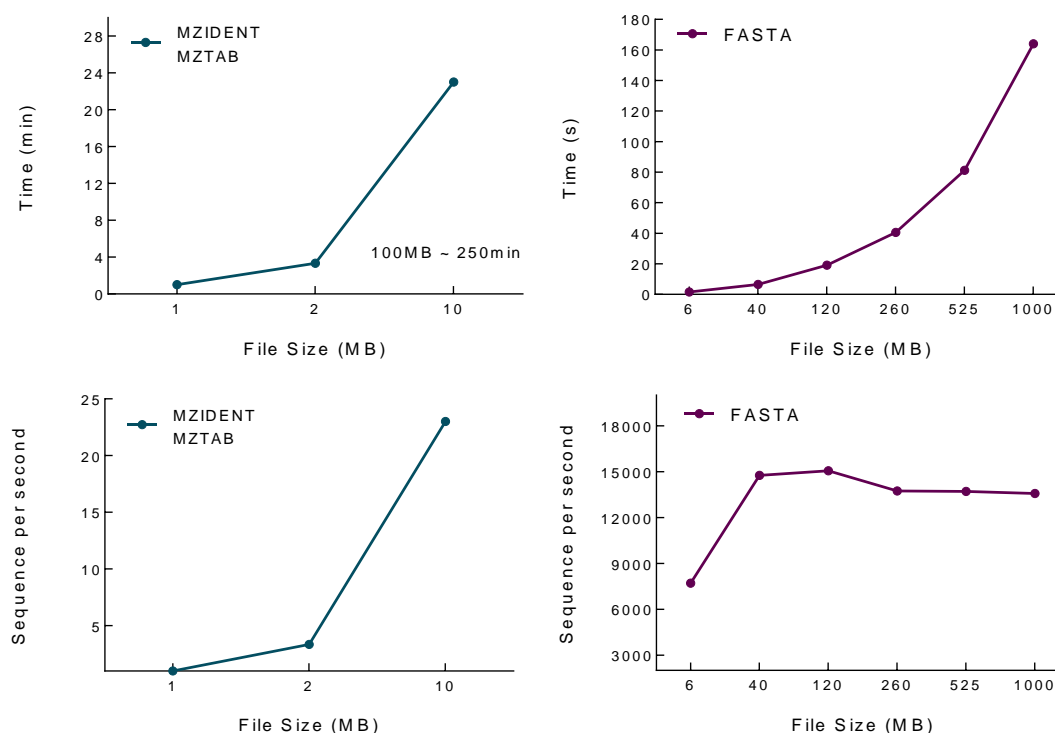 MZIDENT
MZTAB
28
24
20
16
12
8
4
0
Time (min)
100MB ~ 250min
1 2 10
File Size (MB)
FASTA
180
160
140
120
100
80
60
40
20
0
Time (s)
6 40 120 260 525 1000
File Size (MB)
MZIDENT
MZTAB
25
20
15
10
5
Sequence per second
1 2 10
File Size (MB)
FASTA
18000
15000
12000
9000
6000
3000
Sequence per second
6 40 120 260 525 1000
File Size (MB)